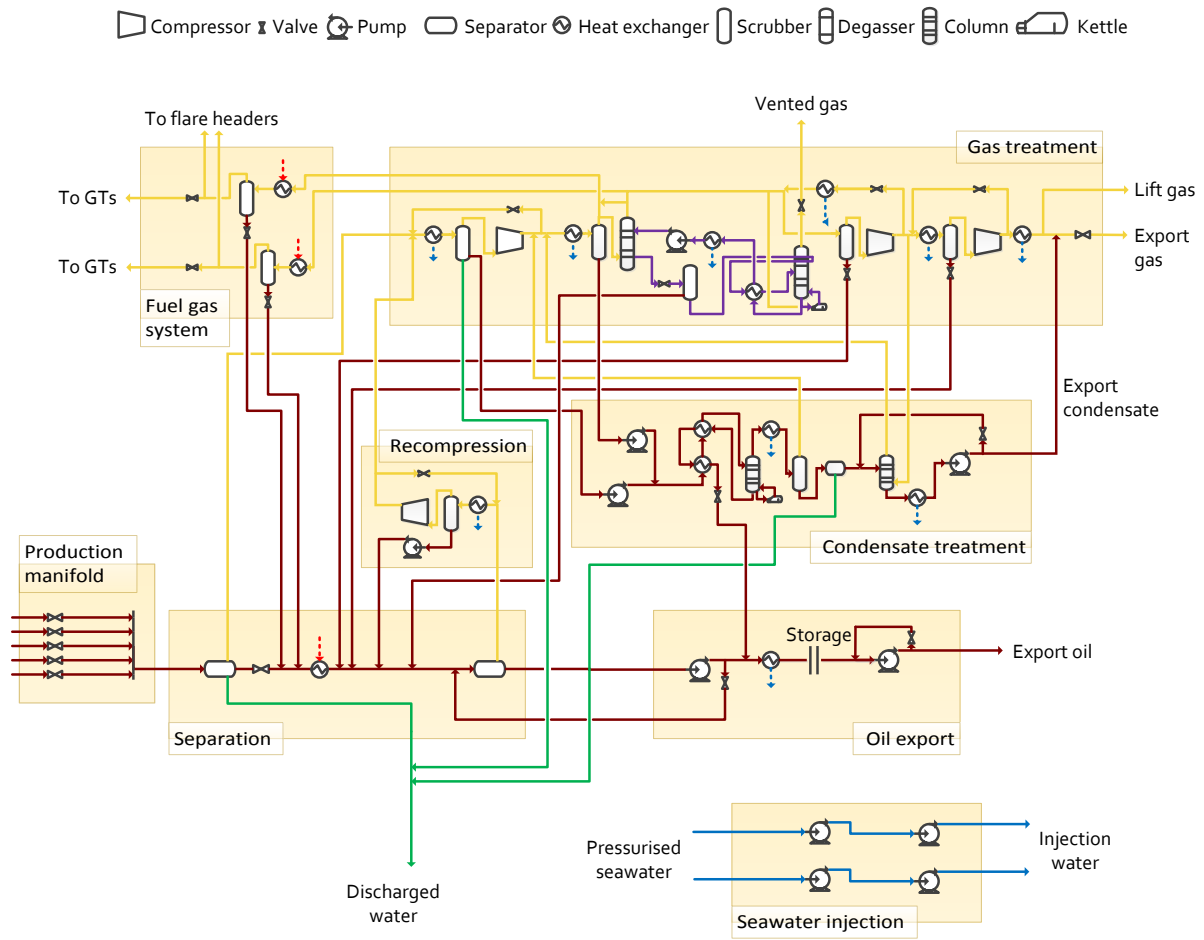 Compressor Valve Pump Separator Heat exchanger Scrubber Degasser Column Kettle
To flare headers
Vented gas
Gas treatment
To GTs
Lift gas
To GTs
Export
gas
Fuel gas
system
Export
condensate
Recompression
Condensate treatment
Production
manifold
Storage
Export oil
Separation
Oil export
Pressurised
seawater
Injection
water
Discharged
water
Seawater injection